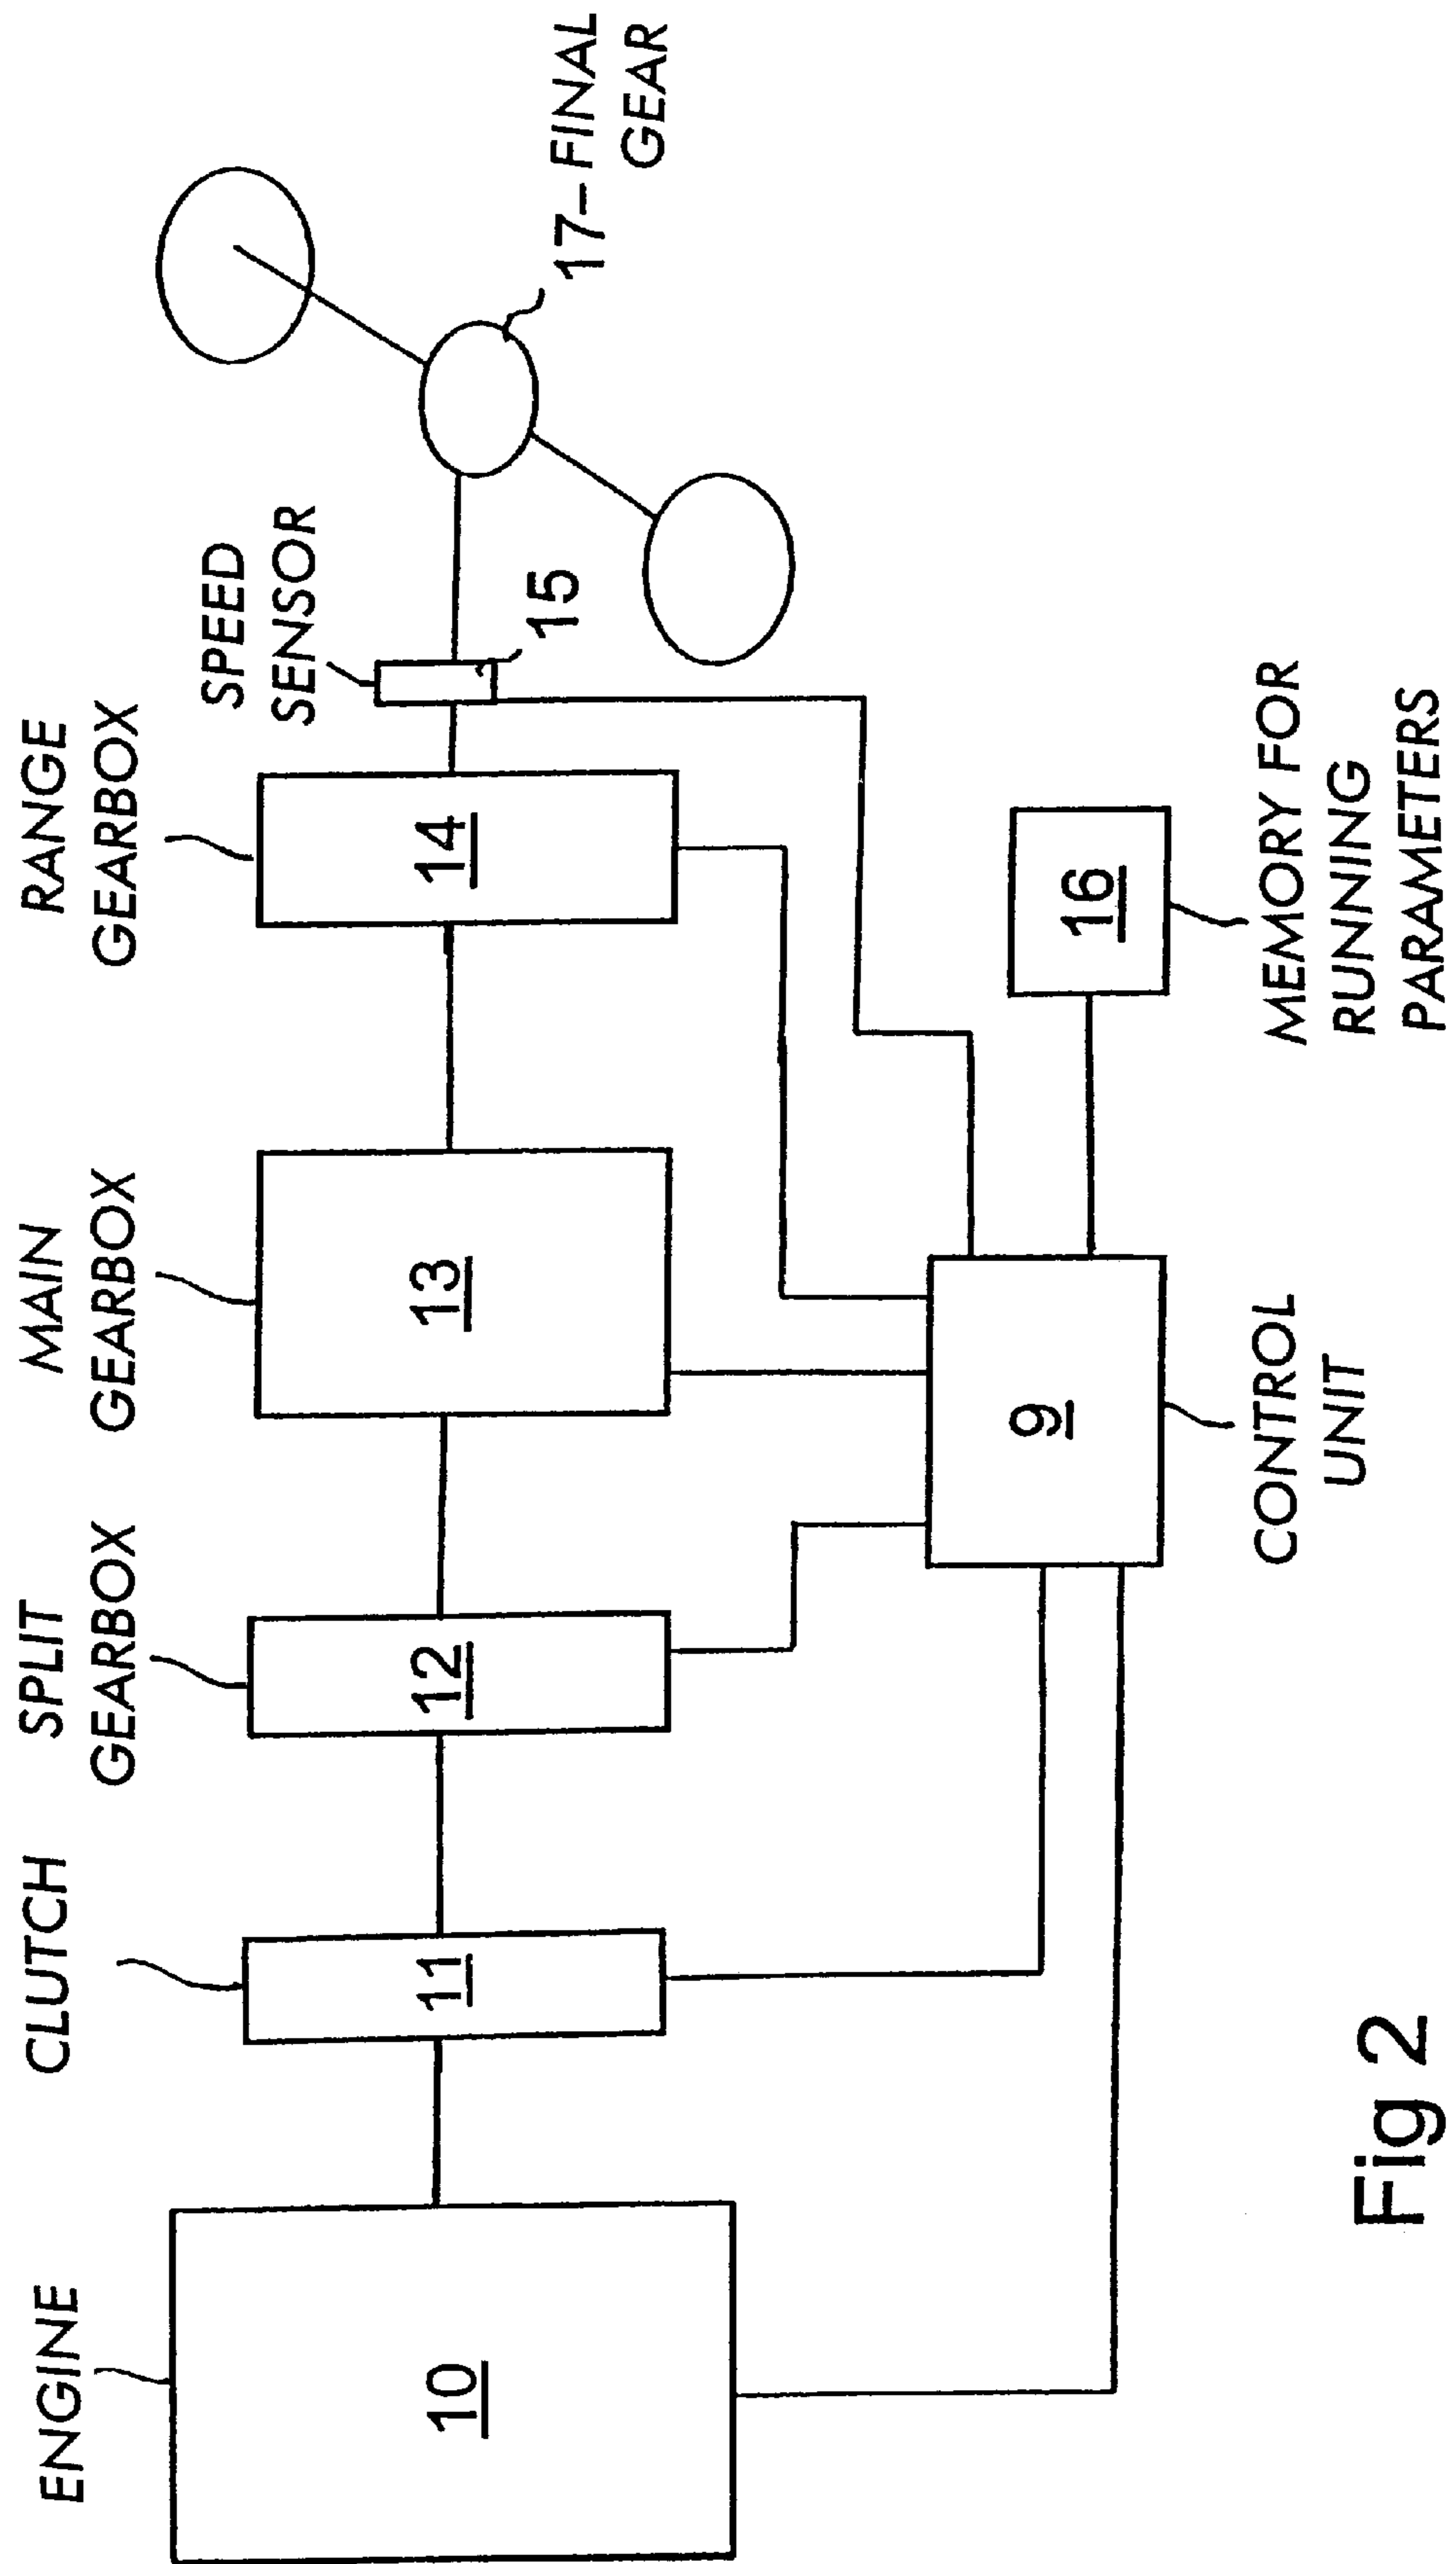 ENGINE
CLUTCH
SPLIT
GEARBOX
MAIN
GEARBOX
RANGE
GEARBOX
SPEED
SENSOR
10
11
12
13
14
15
17–FINAL
GEAR
9
16
CONTROL
UNIT
MEMORY FOR
RUNNING
PARAMETERS
Fig 2